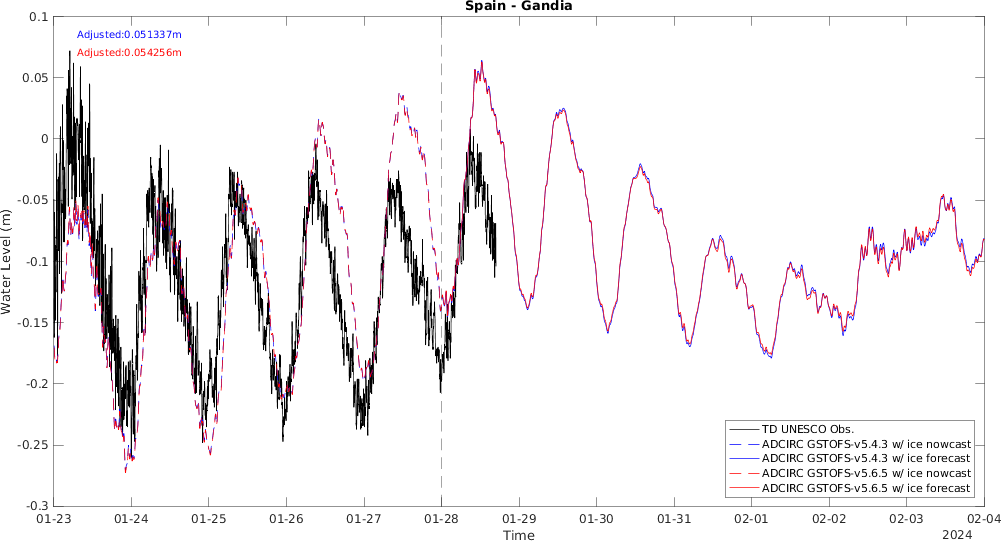 Spain - Gandia
Adjusted:0.051337m
Adjusted:0.054256m
0.1
0.05
0
-0.05
-0.1
-0.15
-0.2
-0.25
-0.3
Water Level (m)
TD UNESCO Obs.
ADCIRC GSTOFS-v5.4.3 w/ ice nowcast
ADCIRC GSTOFS-v5.4.3 w/ ice forecast
ADCIRC GSTOFS-v5.6.5 w/ ice nowcast
ADCIRC GSTOFS-v5.6.5 w/ ice forecast
01-23 01-24 01-25 01-26 01-27 01-28 01-29 01-30 01-31 02-01 02-02 02-03 02-04
Time
2024